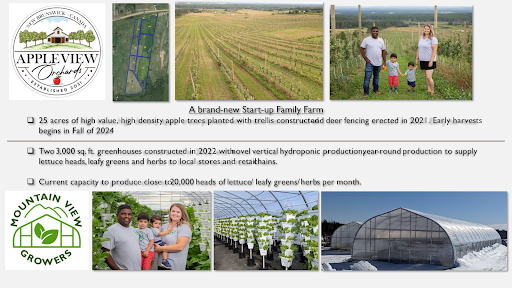 NEW BRUNSWICK - CANADA
APPLEVIEW
Orchards
ESTABLISHED 2021
A brand-new Start-up Family Farm
❑ 25 acres of high value, high density apple trees planted with trellis constructed and deer fencing erected in 2021. Early harvests
begins in Fall of 2024
❑ Two 3,000 sq. ft. greenhouses constructed in 2022 with novel vertical hydroponic production year-round production to supply
lettuce heads, leafy greens and herbs to local stores and retail chains.
❑ Current capacity to produce close to 20,000 heads of lettuce/ leafy greens/ herbs per month.
MOUNTAIN VIEW
GROWERS